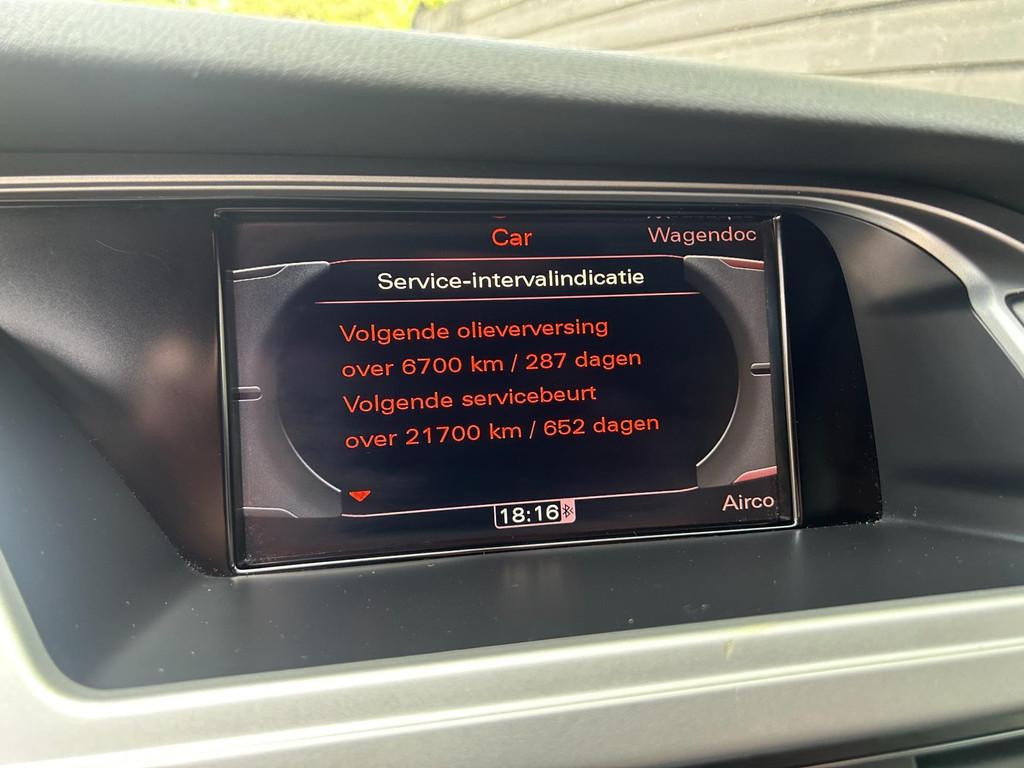 Car
Wagendoc
Service-intervalindicatie
Volgende olieverversing
over 6700 km / 287 dagen
Volgende servicebeurt
over 21700 km / 652 dagen
18:16
Airco